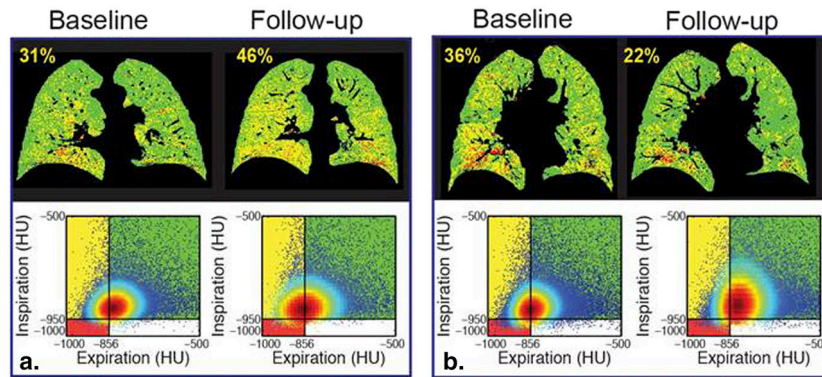 Baseline Follow-up
31% 46%
-500
-950
-1000
Inspiration (HU)
-1000 -856 -500
Expiration (HU)
-500
-950
-1000
Inspiration (HU)
-1000 -856 -500
Expiration (HU)
a.
Baseline Follow-up
36% 22%
-500
-950
-1000
Inspiration (HU)
-1000 -856 -500
Expiration (HU)
-500
-950
-1000
Inspiration (HU)
-1000 -856 -500
Expiration (HU)
b.